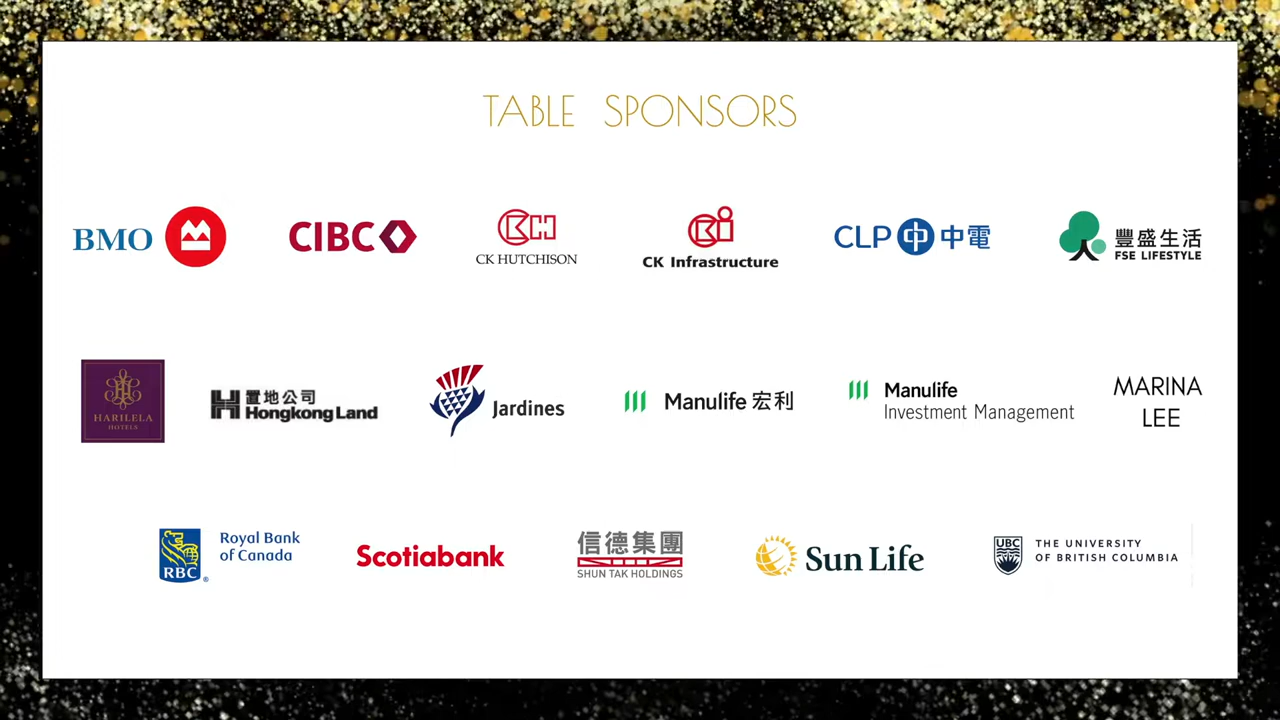 TABLE SPONSORS
BMO
CIBC
CK HUTCHISON
CK Infrastructure
CLP 中 中電
豐盛生活
FSE LIFESTYLE
HARILELA
HOTELS
置地公司
Hongkong Land
Jardines
Manulife 宏利
Manulife
Investment Management
MARINA
LEE
RBC
Royal Bank
of Canada
Scotiabank
信德集團
SHUN TAK HOLDINGS
Sun Life
UBC
THE UNIVERSITY
OF BRITISH COLUMBIA